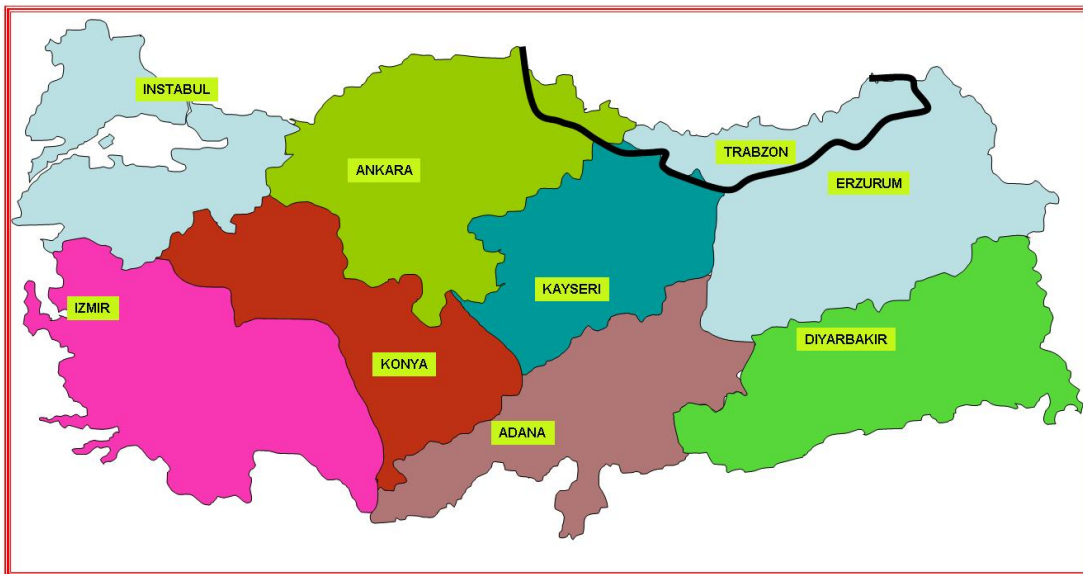 INSTABUL
TRABZON
ANKARA
ERZURUM
KAYSERI
IZMIR
DIYARBAKIR
KONYA
ADANA